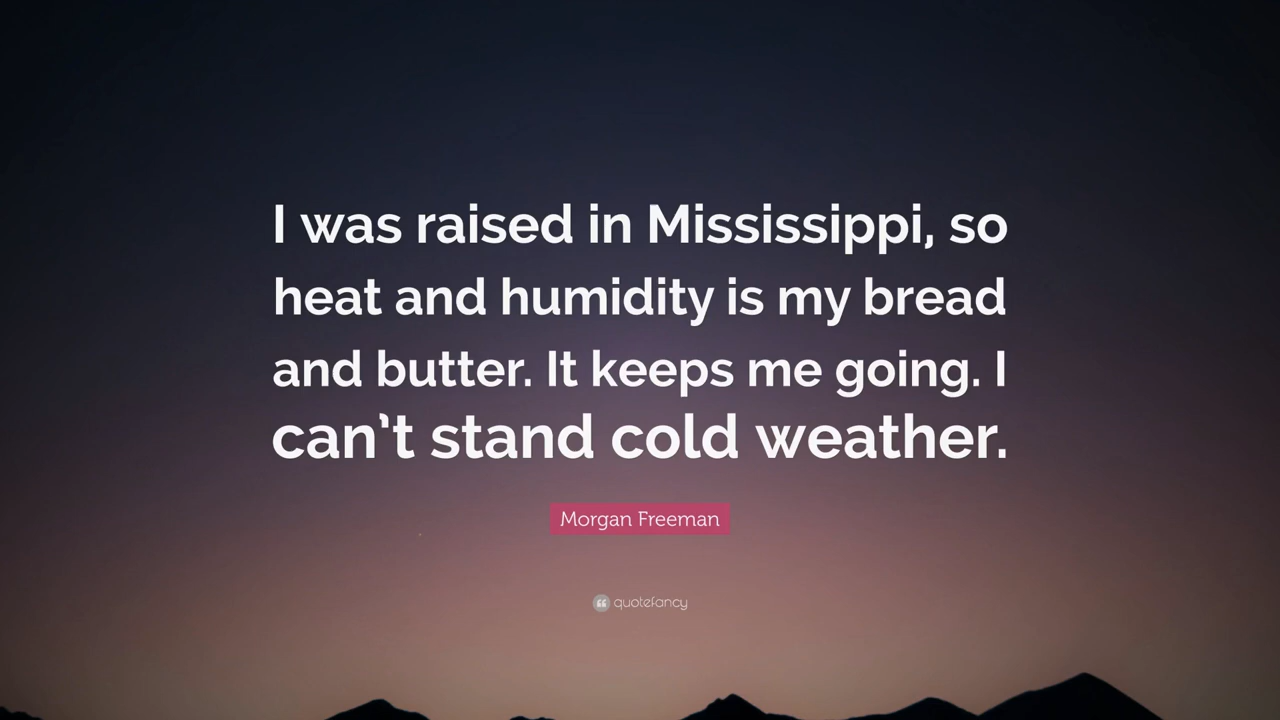 I was raised in Mississippi, so
heat and humidity is my bread
and butter. It keeps me going. I
can’t stand cold weather.
Morgan Freeman
quotefancy